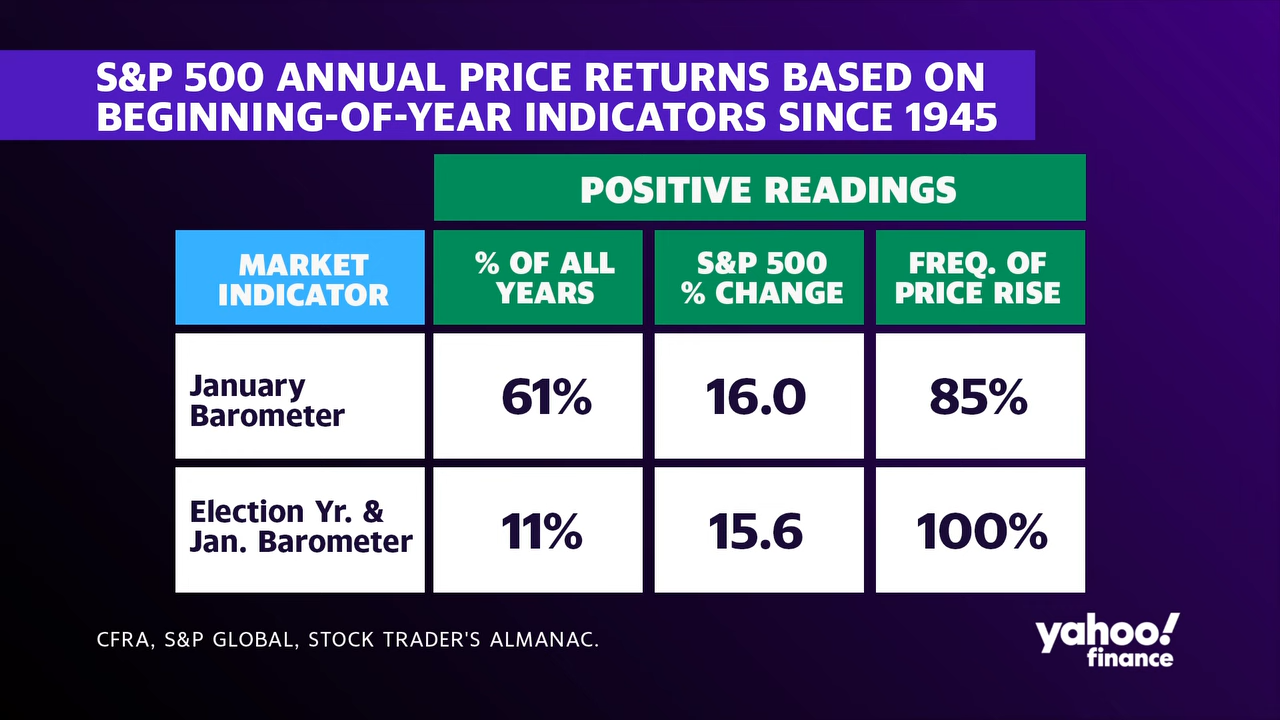 S&P 500 ANNUAL PRICE RETURNS BASED ON
BEGINNING-OF-YEAR INDICATORS SINCE 1945
POSITIVE READINGS
MARKET
INDICATOR
% OF ALL
YEARS
S&P 500
% CHANGE
FREQ. OF
PRICE RISE
January
Barometer
61%
16.0
85%
Election Yr. &
Jan. Barometer
11%
15.6
100%
CFRA, S&P GLOBAL, STOCK TRADER'S ALMANAC.
yahoo!
finance